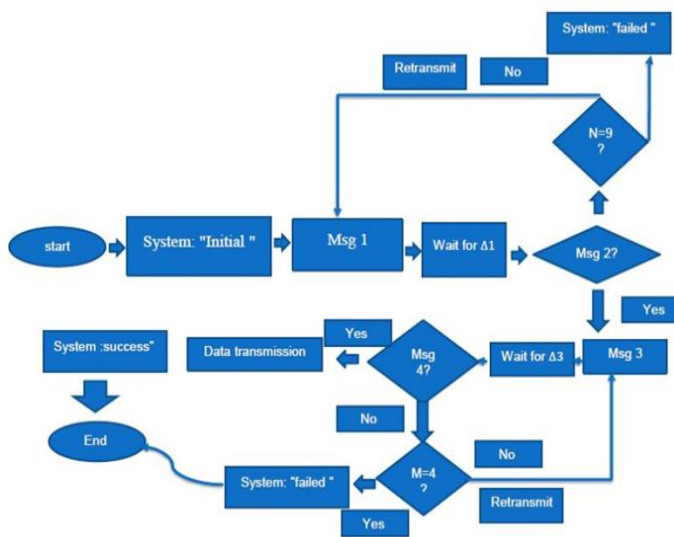 System: "failed "
Retransmit
No
N=9
?
start
System: "Initial "
Msg 1
Wait for Δ1
Msg 2?
Yes
System :success"
Data transmission
Yes
Msg
4?
Wait for Δ3
Msg 3
End
No
System: "failed "
M=4
?
No
Retransmit
Yes